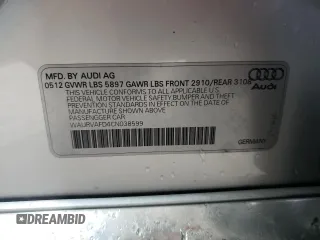 MFD. BY AUDI AG
0512 GVWR LBS 5897 GAWR LBS FRONT 2910/REAR 3106
THIS VEHICLE CONFORMS TO ALL APPLICABLE U.S.
FEDERAL MOTOR VEHICLE SAFETY BUMPER AND THEFT
PREVENTION STANDARDS IN EFFECT ON THE DATE OF
MANUFACTURE SHOWN ABOVE
PASSENGER CAR
WAURVAFD4CN038599
Audi
GERMANY
DREAMBID